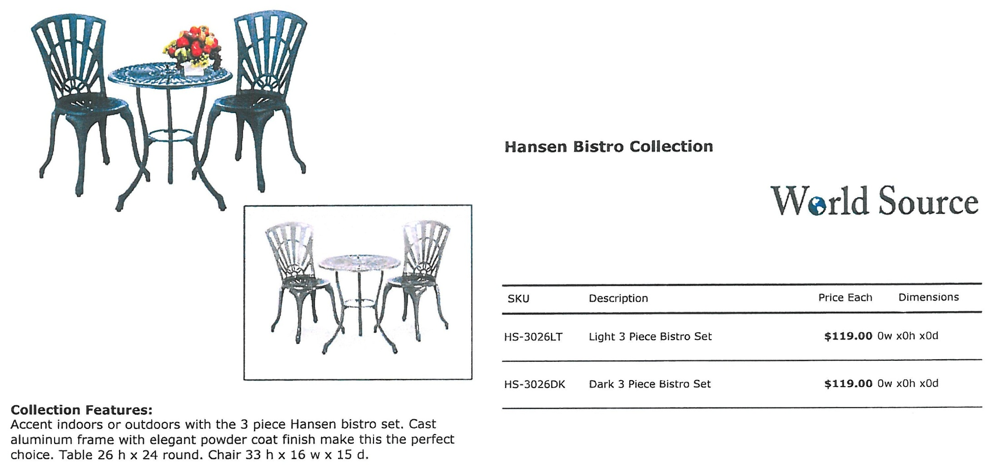 Hansen Bistro Collection
World Source
SKU Description Price Each Dimensions
HS-3026LT Light 3 Piece Bistro Set $119.00 0w x0h x0d
HS-3026DK Dark 3 Piece Bistro Set $119.00 0w x0h x0d
Collection Features:
Accent indoors or outdoors with the 3 piece Hansen bistro set. Cast
aluminum frame with elegant powder coat finish make this the perfect
choice. Table 26 h x 24 round. Chair 33 h x 16 w x 15 d.